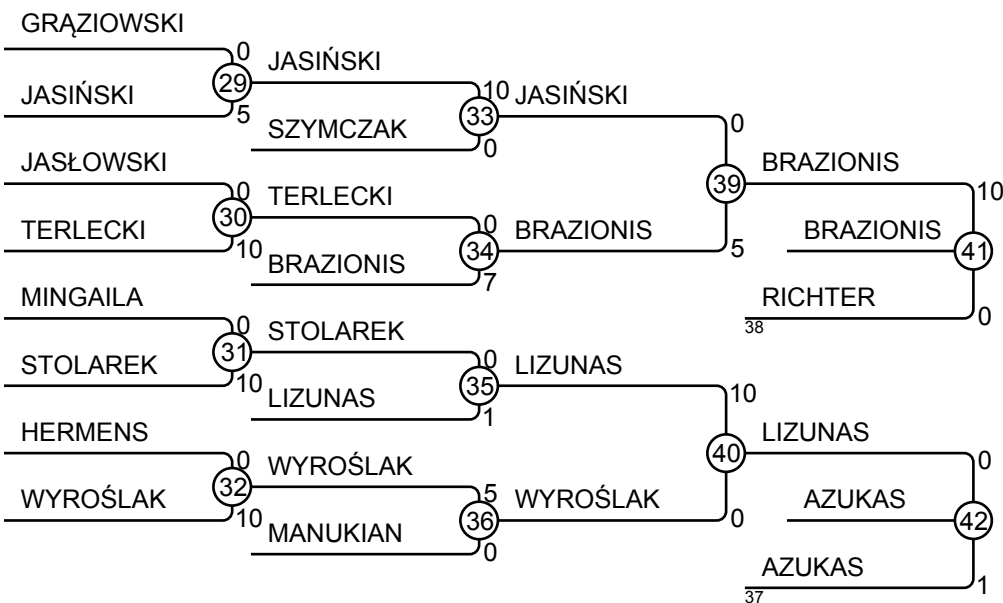 GRĄZIOWSKI
0
29
JASIŃSKI
JASIŃSKI
5
10
33
JASIŃSKI
SZYMCZAK
0
0
JASŁOWSKI
39
BRAZIONIS
0
30
TERLECKI
10
TERLECKI
10
0
34
BRAZIONIS
5
BRAZIONIS
41
BRAZIONIS
7
MINGAILA
RICHTER
0
38
0
31
STOLAREK
STOLAREK
10
0
35
LIZUNAS
LIZUNAS
1
10
HERMENS
40
LIZUNAS
0
0
32
WYROŚLAK
WYROŚLAK
10
5
36
WYROŚLAK
0
AZUKAS
42
MANUKIAN
0
AZUKAS
1
37